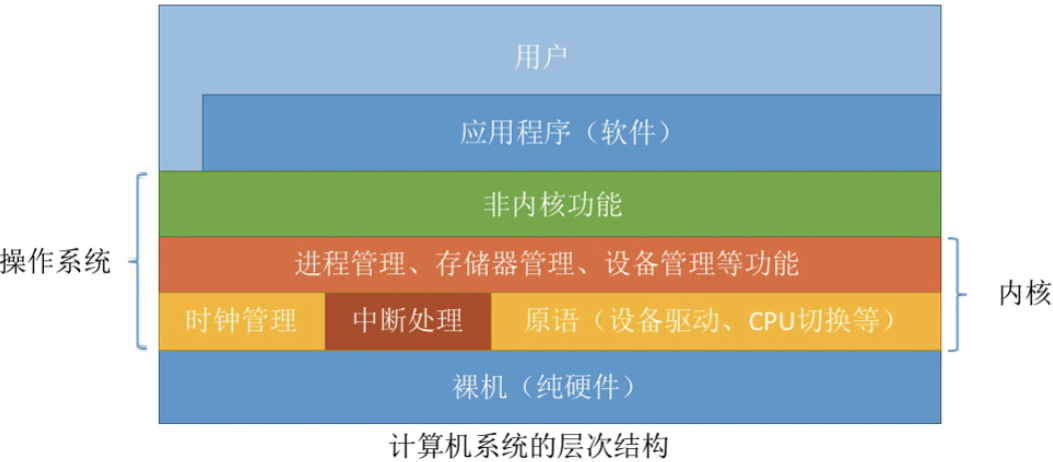 用户
应用程序（软件）
非内核功能
操作系统
进程管理、存储器管理、设备管理等功能
内核
时钟管理
中断处理
原语（设备驱动、CPU切换等）
裸机（纯硬件）
计算机系统的层次结构